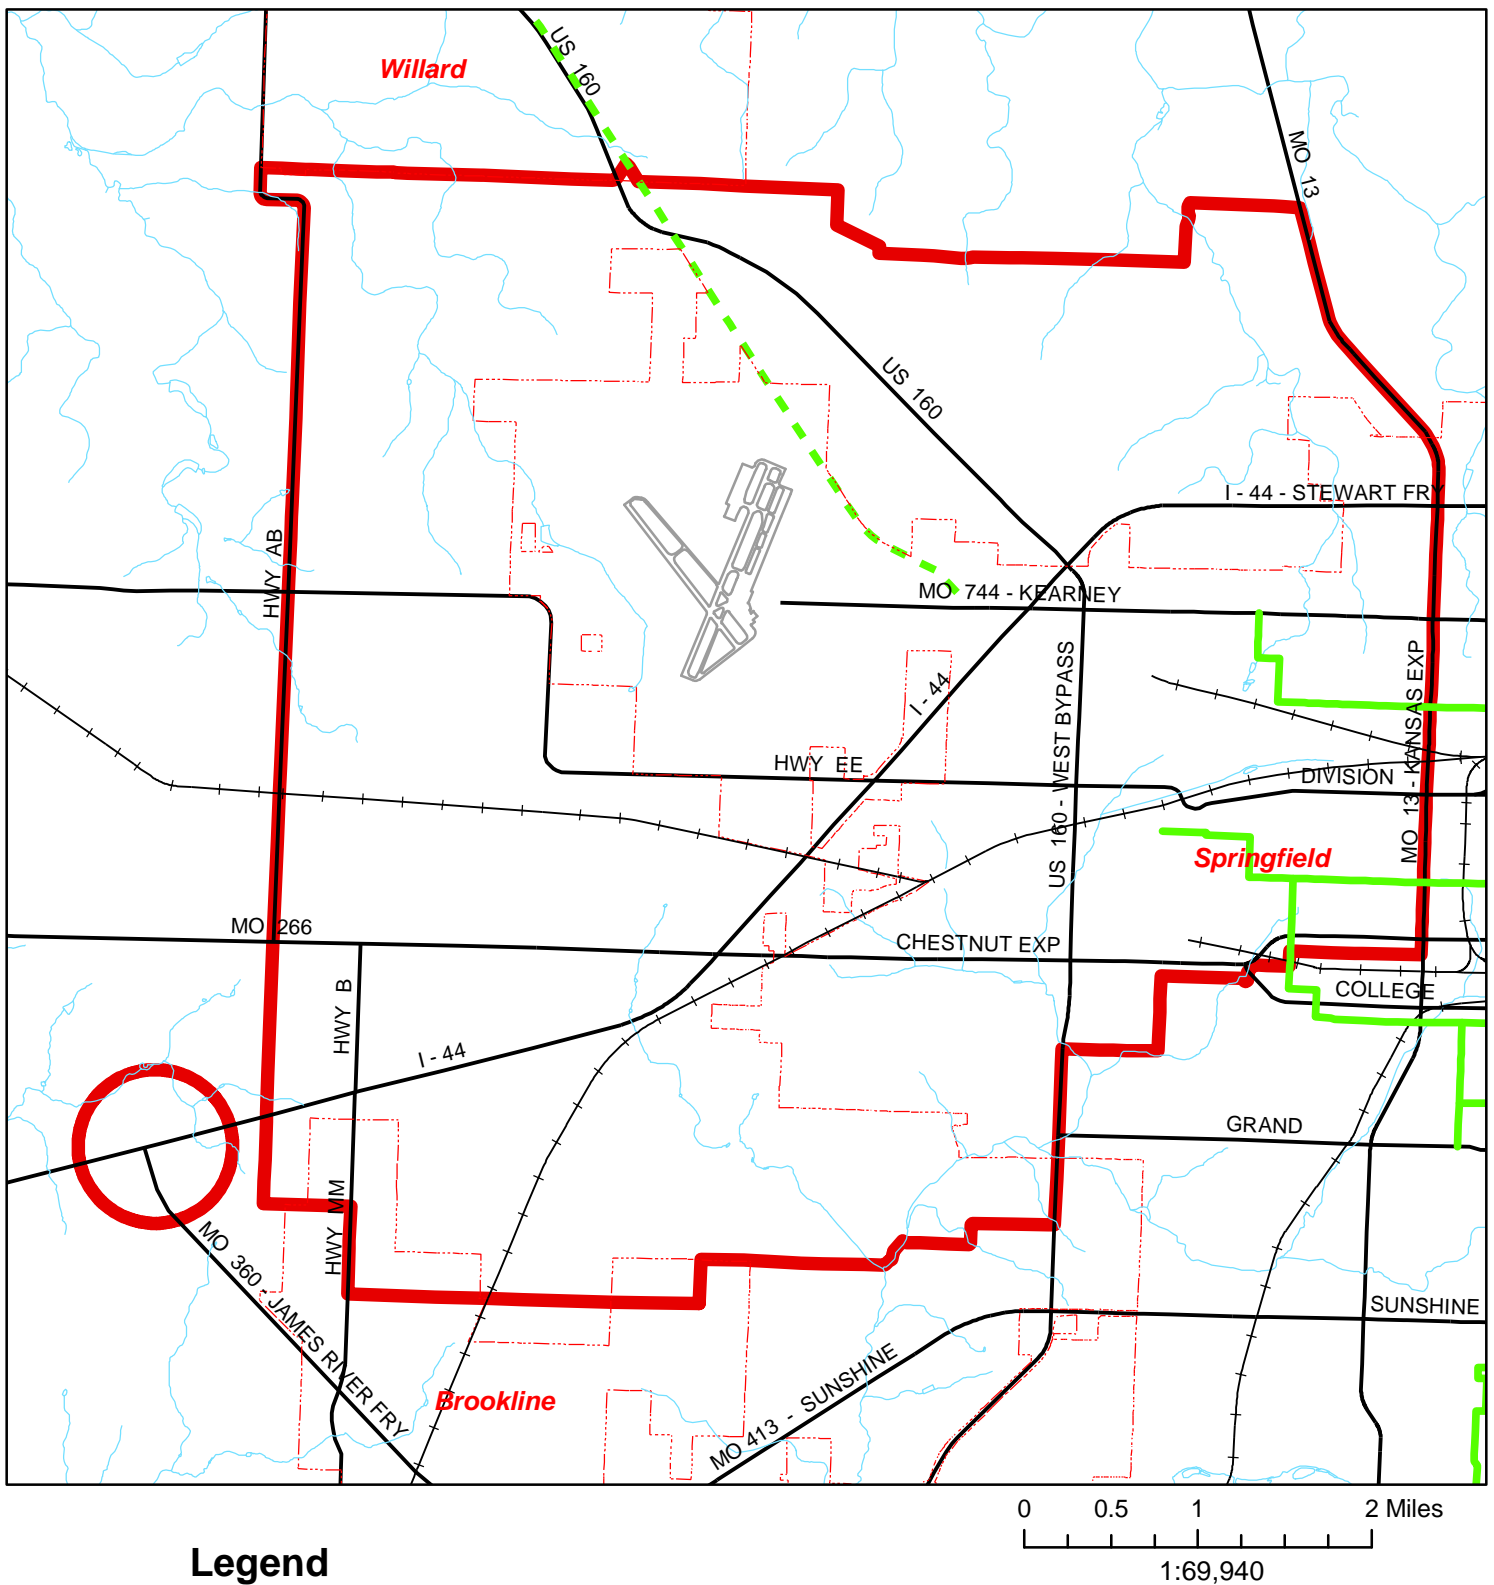 US 160
Willard
MO 13
US 160
I - 44 - STEWART FRY
HWY AB
MO 744 - KEARNEY
US 160 - WEST BYPASS
MO 13 - KANSAS EXP
I - 44
HWY EE
DIVISION
Springfield
MO 266
CHESTNUT EXP
COLLEGE
HWY B
I - 44
GRAND
HWY MM
MO 360 - JAMES RIVER FRY
SUNSHINE
MO 413 - SUNSHINE
Brookline
0 0.5 1 2 Miles
1:69,940
Legend